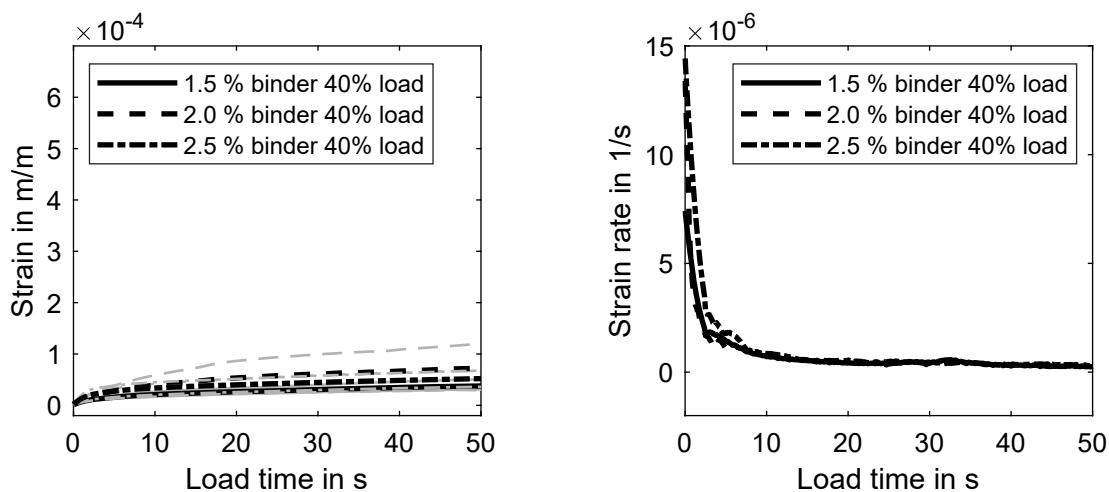 ×10⁻⁴
6
5
4
3
2
1
0
Strain in m/m
1.5 % binder 40% load
2.0 % binder 40% load
2.5 % binder 40% load
0 10 20 30 40 50
Load time in s
×10⁻⁶
15
10
5
0
Strain rate in 1/s
1.5 % binder 40% load
2.0 % binder 40% load
2.5 % binder 40% load
0 10 20 30 40 50
Load time in s